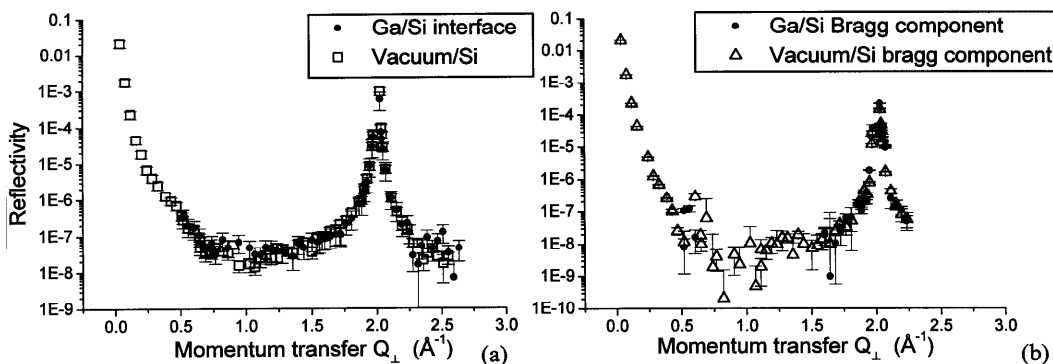 0.1
0.01
1E-3
1E-4
1E-5
1E-6
1E-7
1E-8
1E-9
Reflectivity
Ga/Si interface
Vacuum/Si
0.0 0.5 1.0 1.5 2.0 2.5 3.0
Momentum transfer Q⊥ (Å⁻¹) (a)
0.1
0.01
1E-3
1E-4
1E-5
1E-6
1E-7
1E-8
1E-9
1E-10
Ga/Si Bragg component
Vacuum/Si bragg component
0.0 0.5 1.0 1.5 2.0 2.5 3.0
Momentum transfer Q⊥ (Å⁻¹) (b)